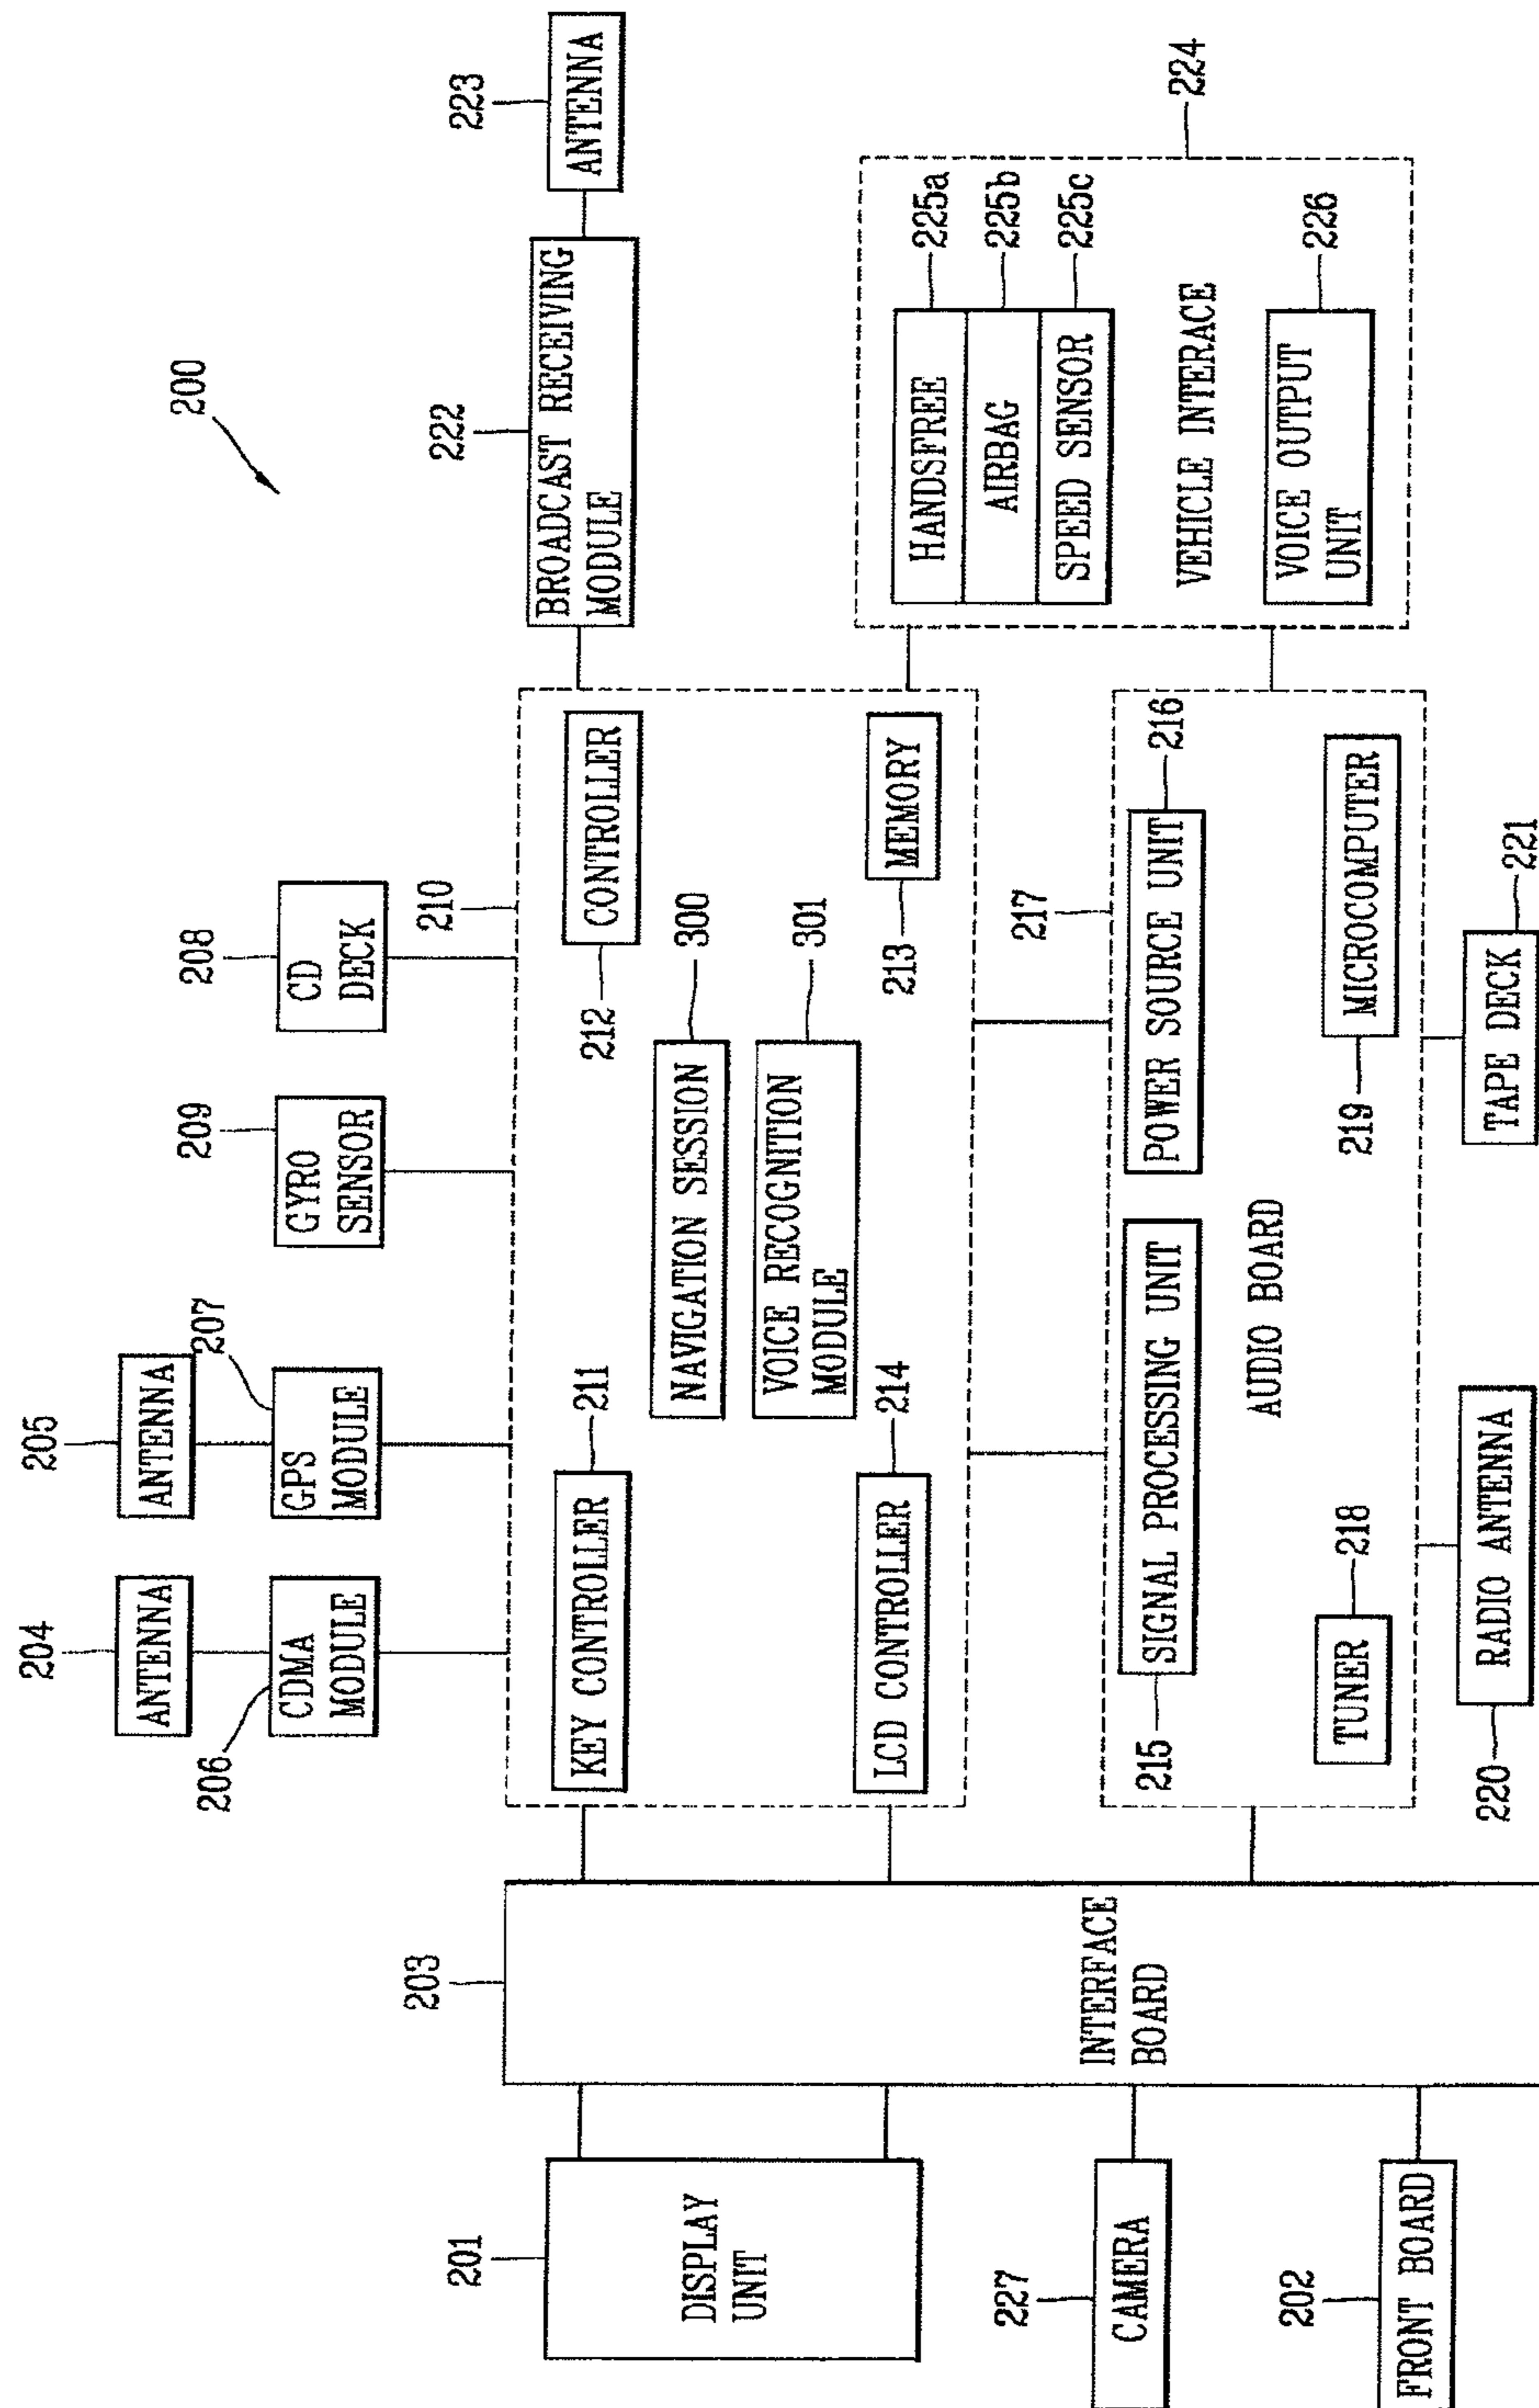 200
204
205
ANTENNA
ANTENNA
223
ANTENNA
206
CDMA
MODULE
207
GPS
MODULE
209
GYRO
SENSOR
208
CD
DECK
210
222
BROADCAST RECEIVING
MODULE
201
DISPLAY
UNIT
203
INTERFACE
BOARD
211
KEY CONTROLLER
212
CONTROLLER
300
NAVIGATION SESSION
301
VOICE RECOGNITION
MODULE
214
LCD CONTROLLER
213
MEMORY
224
HANDSFREE
225a
AIRBAG
225b
SPEED SENSOR
225c
VEHICLE INTERACE
VOICE OUTPUT
UNIT
226
227
CAMERA
202
FRONT BOARD
217
215
SIGNAL PROCESSING UNIT
216
POWER SOURCE UNIT
AUDIO BOARD
218
TUNER
219
MICROCOMPUTER
220
RADIO ANTENNA
221
TAPE DECK